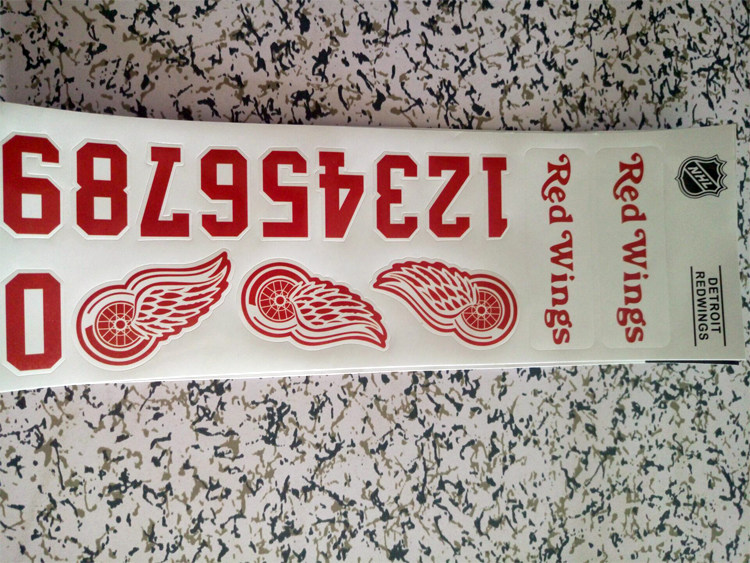 NHL
DETROIT
REDWINGS
Red Wings
Red Wings
123456789
0